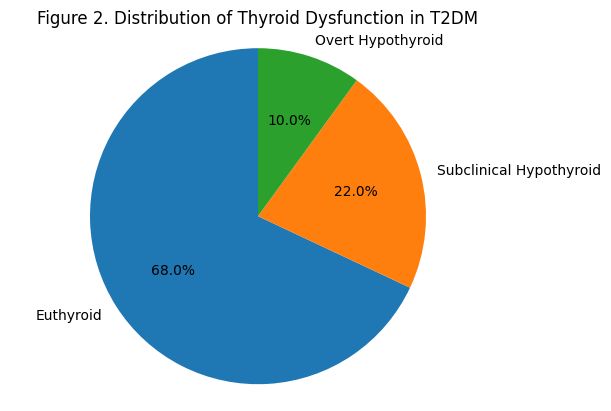 Figure 2. Distribution of Thyroid Dysfunction in T2DM
Overt Hypothyroid
10.0%
Subclinical Hypothyroid
22.0%
68.0%
Euthyroid